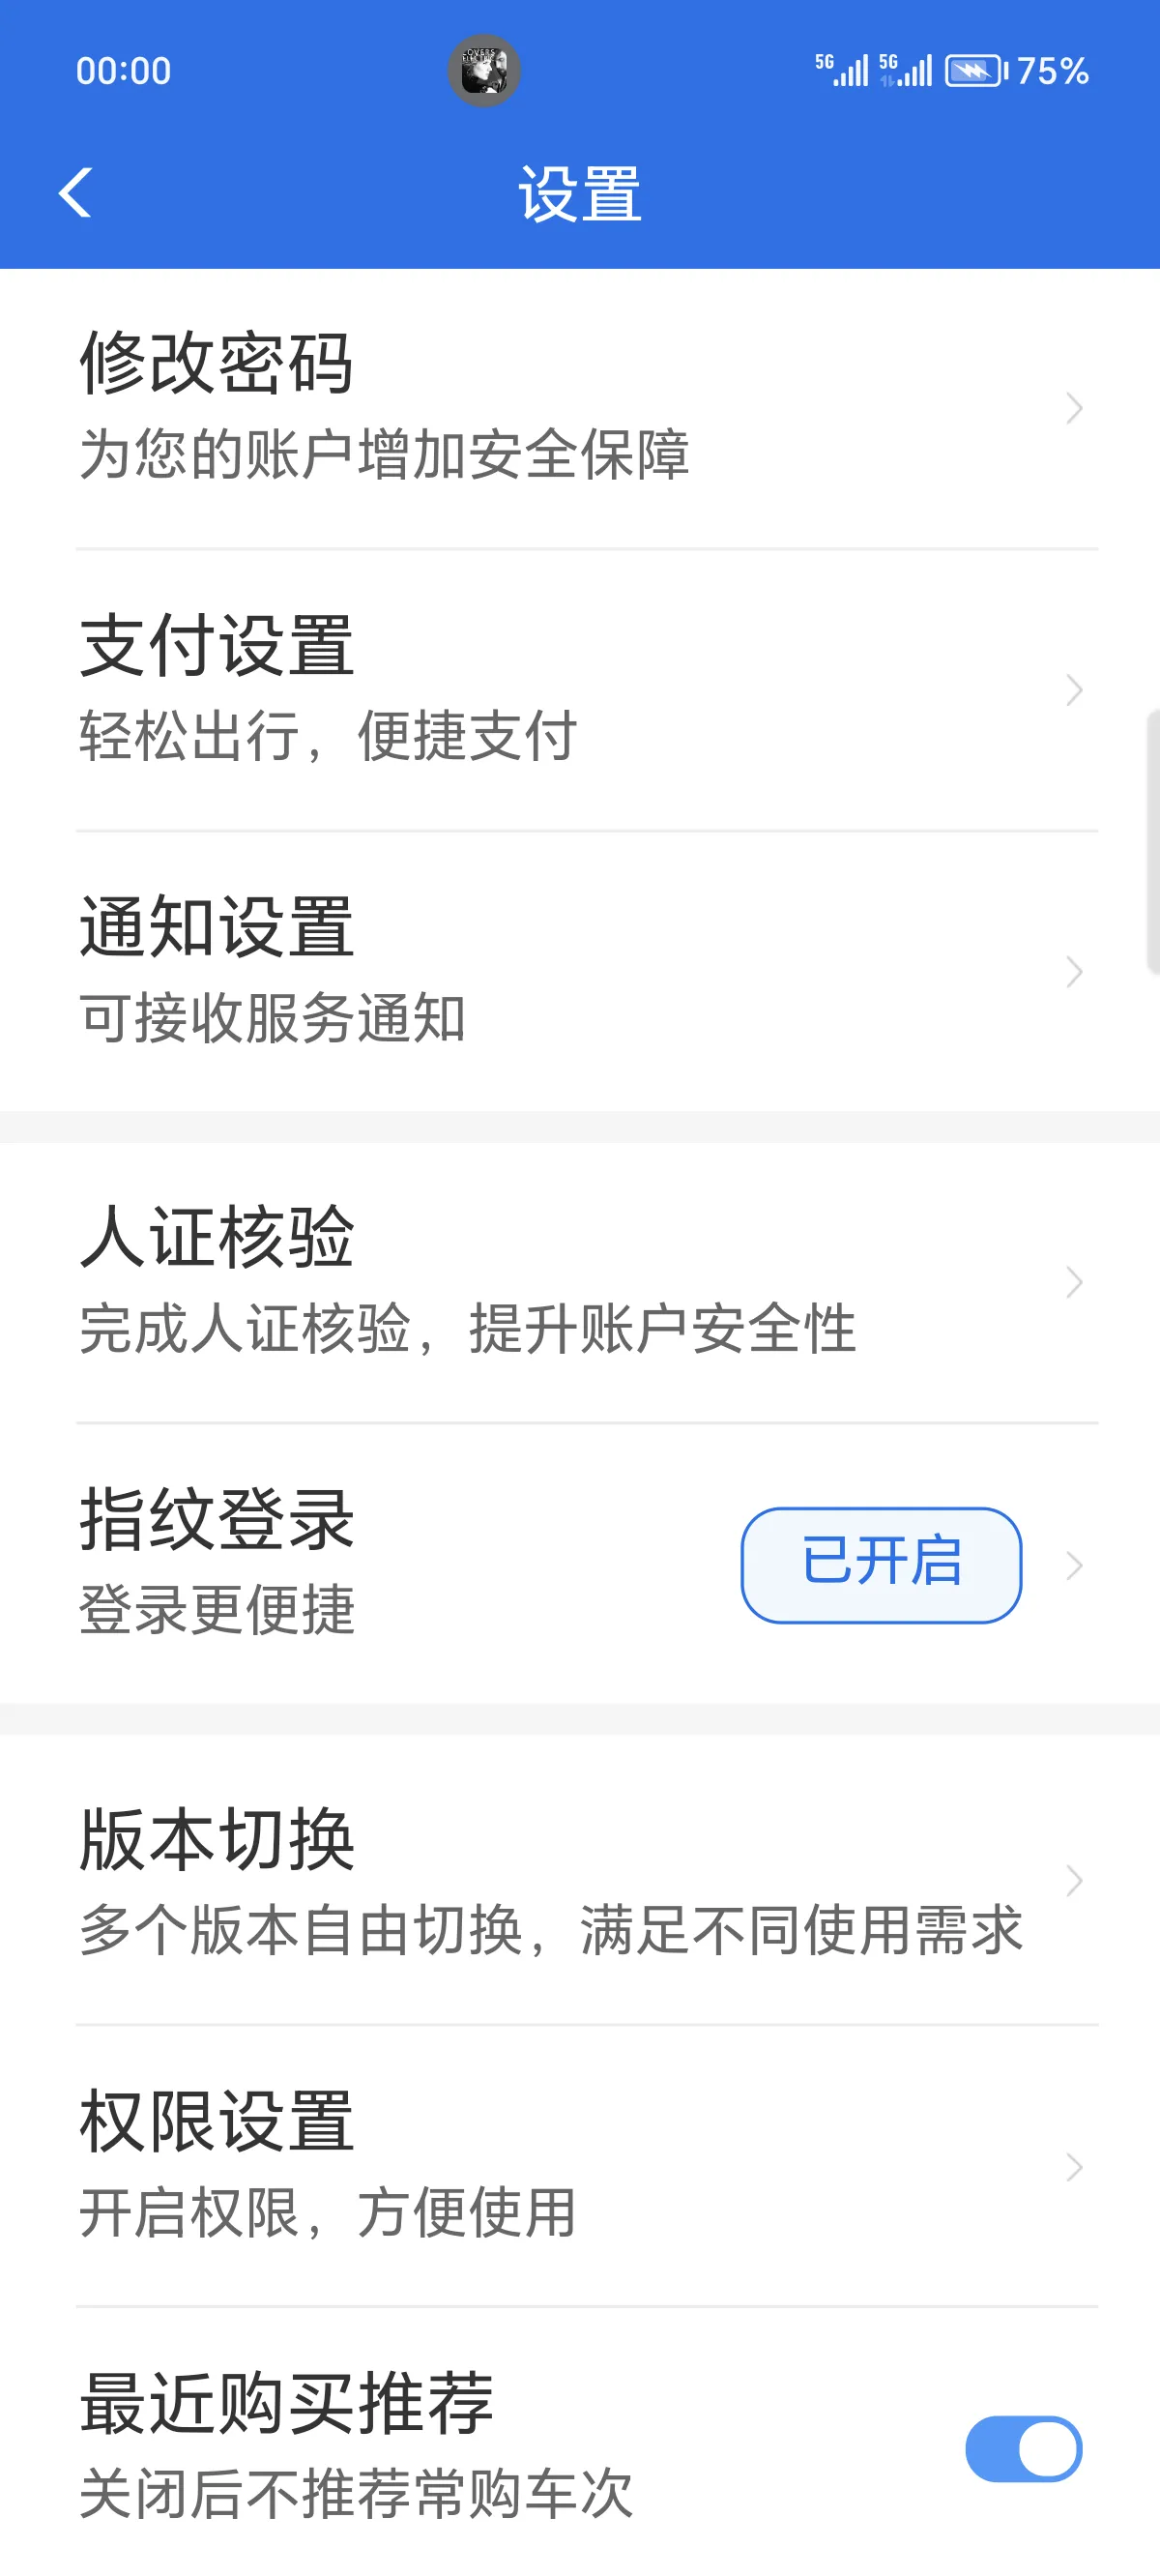 00:00
LOVERS
5G 5G 75%
设置
修改密码
为您的账户增加安全保障
支付设置
轻松出行，便捷支付
通知设置
可接收服务通知
人证核验
完成人证核验，提升账户安全性
指纹登录
已开启
登录更便捷
版本切换
多个版本自由切换，满足不同使用需求
权限设置
开启权限，方便使用
最近购买推荐
关闭后不推荐常购车次